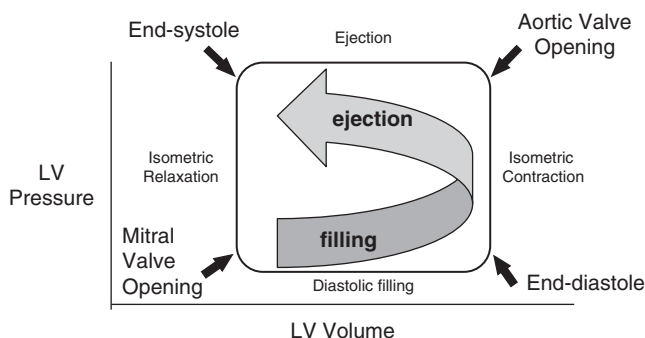 End-systole
Ejection
Aortic Valve
Opening
ejection
Isometric
Relaxation
Isometric
Contraction
LV
Pressure
filling
Mitral
Valve
Opening
Diastolic filling
End-diastole
LV Volume